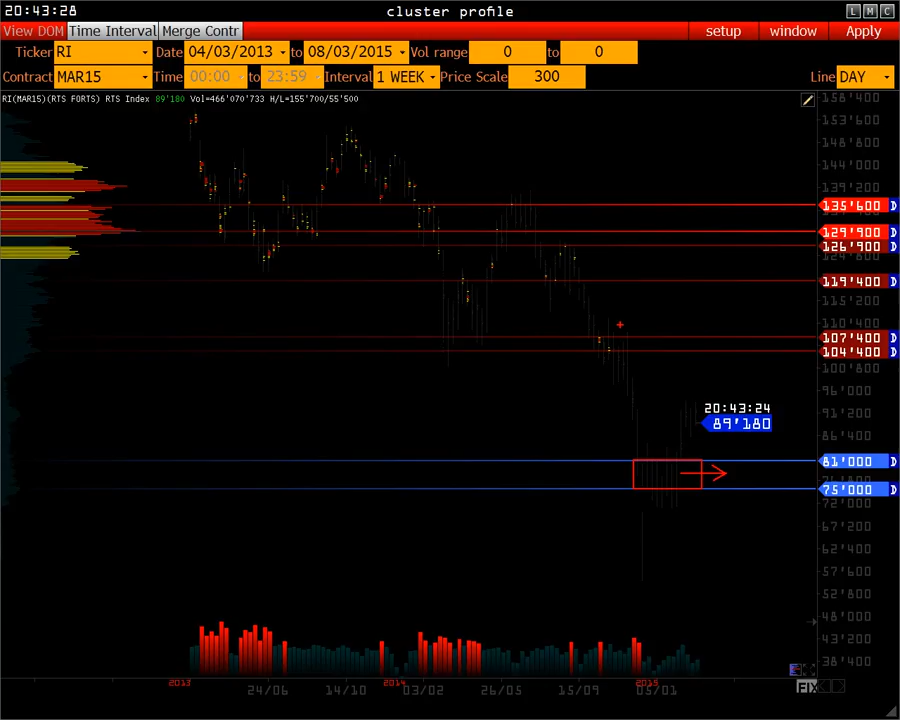 20:43:28
cluster profile
L M C
View DOM Time Interval Merge Contr setup window Apply
Ticker RI Date 04/03/2013 to 08/03/2015 Vol range 0 to 0
Contract MAR15 Time 00:00 to 23:59 Interval 1 WEEK Price Scale 300 Line DAY
RI(MAR15)(RTS FORTS) RTS Index 89'180 Vol=466'070'733 H/L=155'700/55'500
158'400
153'600
148'800
144'000
139'200
135'600 D
129'900 D
126'900 D
124'800
119'400 D
115'200
110'400
107'400 D
104'400 D
100'800
96'000
91'200
20:43:24
89'180
86'400
81'000 D
75'000 D
72'000
67'200
62'400
57'600
52'800
48'000
43'200
38'400
2013 2014 2015
24/06 14/10 03/02 26/05 15/09 05/01
FIX